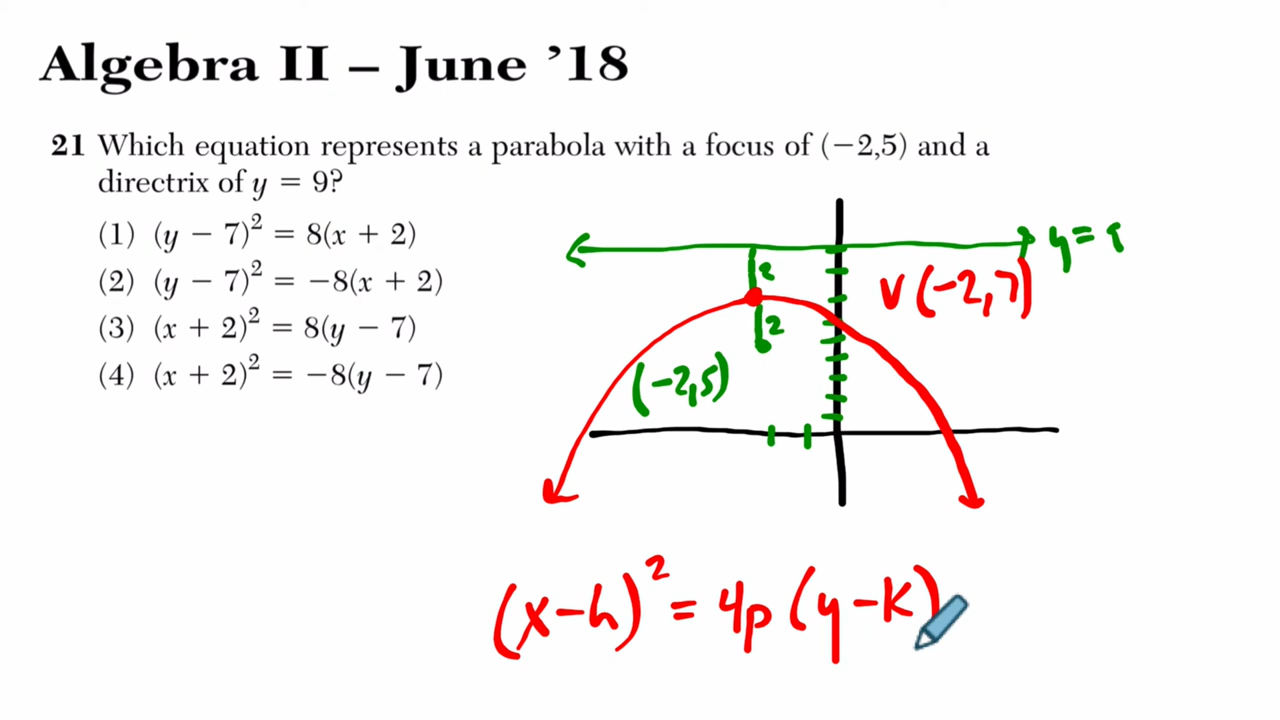 Algebra II – June ’18
21 Which equation represents a parabola with a focus of (−2,5) and a
directrix of y = 9?
(1) (y − 7)² = 8(x + 2)
(2) (y − 7)² = −8(x + 2)
(3) (x + 2)² = 8(y − 7)
(4) (x + 2)² = −8(y − 7)
y =
V (−2, 7)
2
2
(−2,5)
(x − h)² = 4p (y − k)